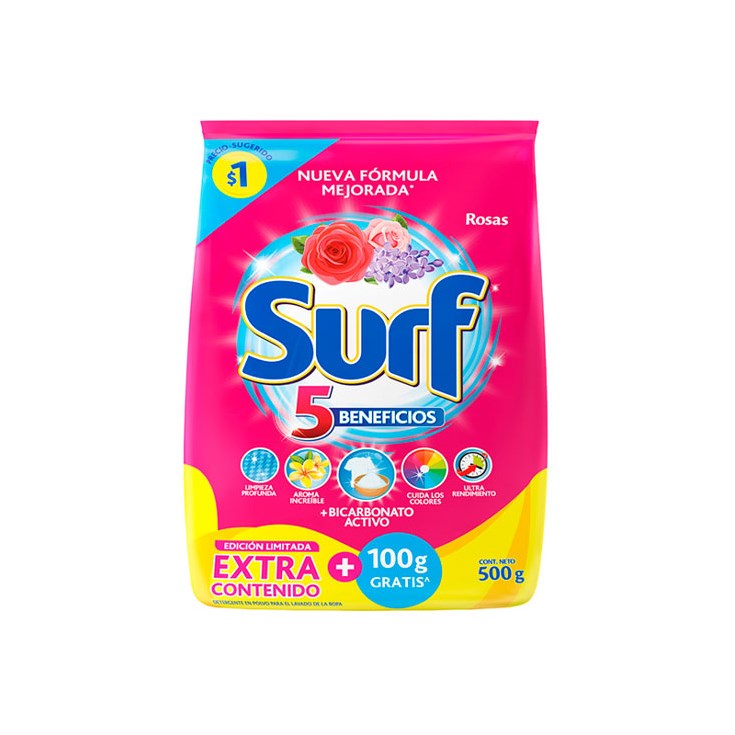 PRECIO SUGERIDO
$1
NUEVA FÓRMULA
MEJORADA*
Rosas
Surf
5 BENEFICIOS
LIMPIEZA
PROFUNDA
AROMA
INCREÍBLE
+BICARBONATO
ACTIVO
CUIDA LOS
COLORES
ULTRA
RENDIMIENTO
EDICIÓN LIMITADA
EXTRA
CONTENIDO
+
100g
GRATIS^
CONT. NETO
500 g
DETERGENTE EN POLVO PARA EL LAVADO DE LA ROPA